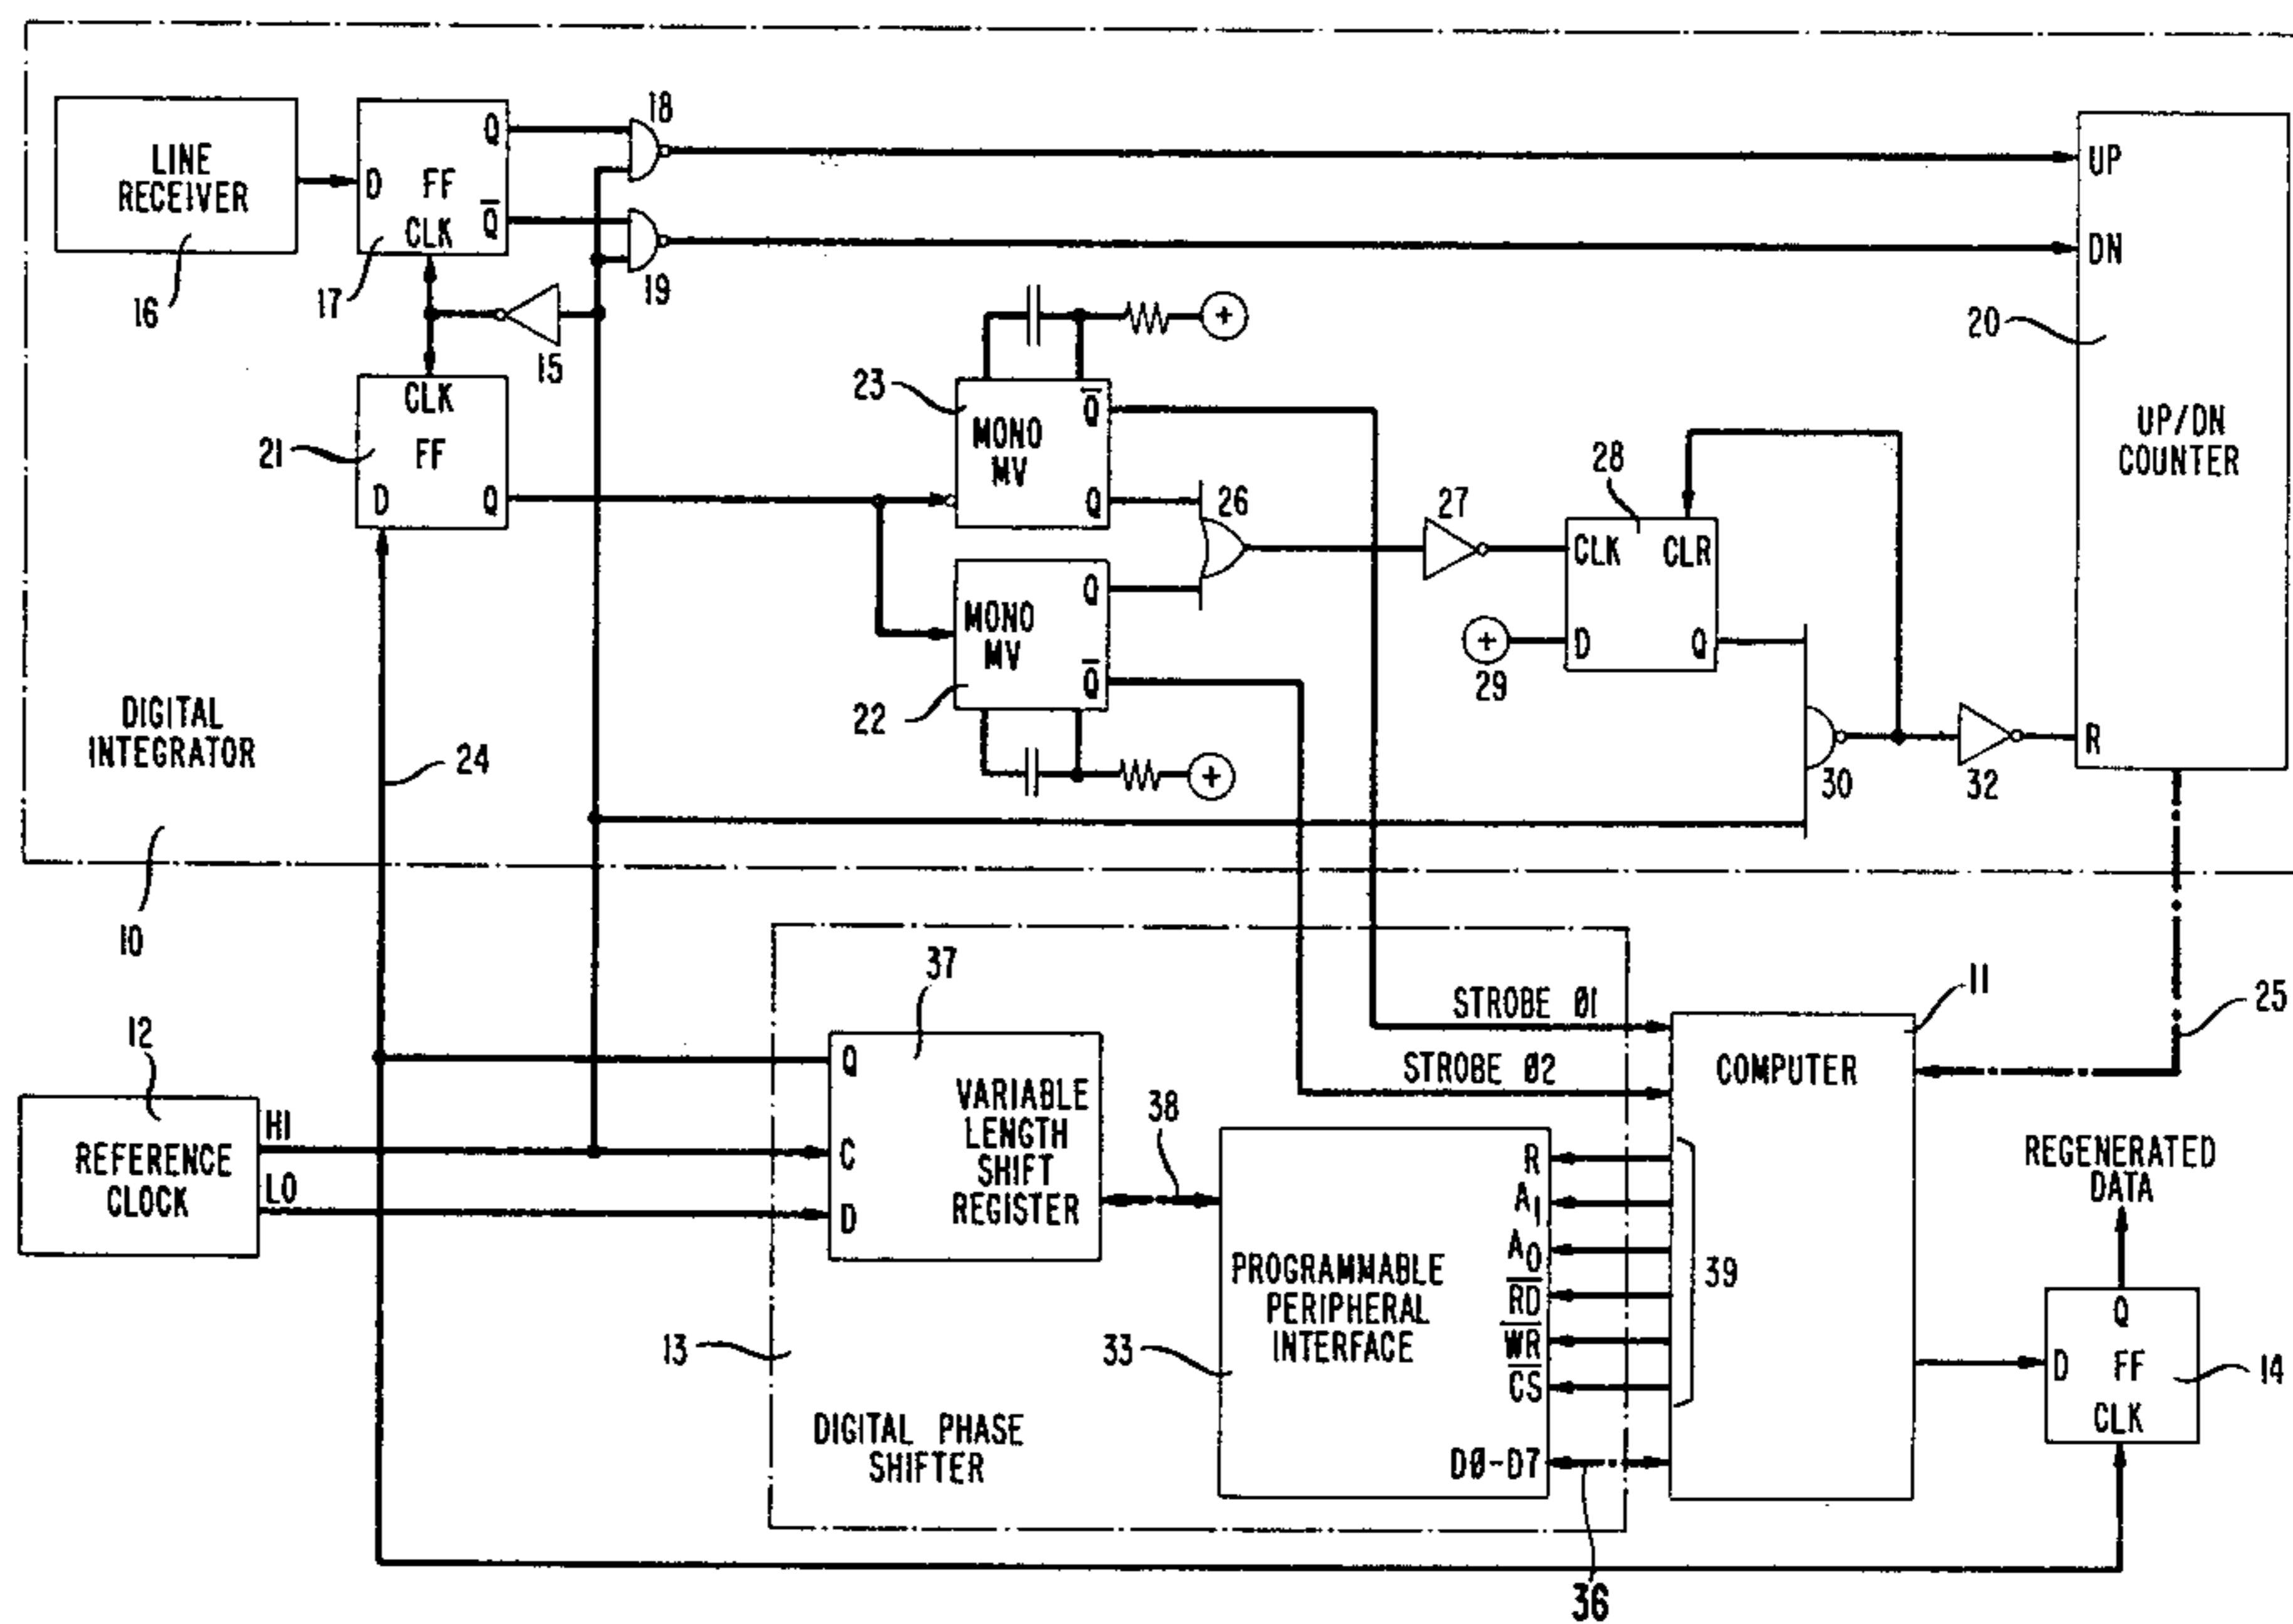 LINE
RECEIVER
16
D
Q
FF
CLK
Q̅
17
18
19
15
UP
DN
20
UP/DN
COUNTER
R
CLK
FF
D
Q
21
23
MONO
MV
Q̅
Q
+
MONO
MV
Q
Q̅
22
+
26
27
28
CLK
CLR
D
Q
+
29
30
32
DIGITAL
INTEGRATOR
10
24
12
REFERENCE
CLOCK
HI
LO
37
Q
C
D
VARIABLE
LENGTH
SHIFT
REGISTER
38
STROBE Ø1
STROBE Ø2
COMPUTER
11
25
PROGRAMMABLE
PERIPHERAL
INTERFACE
33
R
A1
A0
R̅D̅
W̅R̅
C̅S̅
DØ-D7
39
36
13
DIGITAL PHASE
SHIFTER
REGENERATED
DATA
Q
D
FF
CLK
14